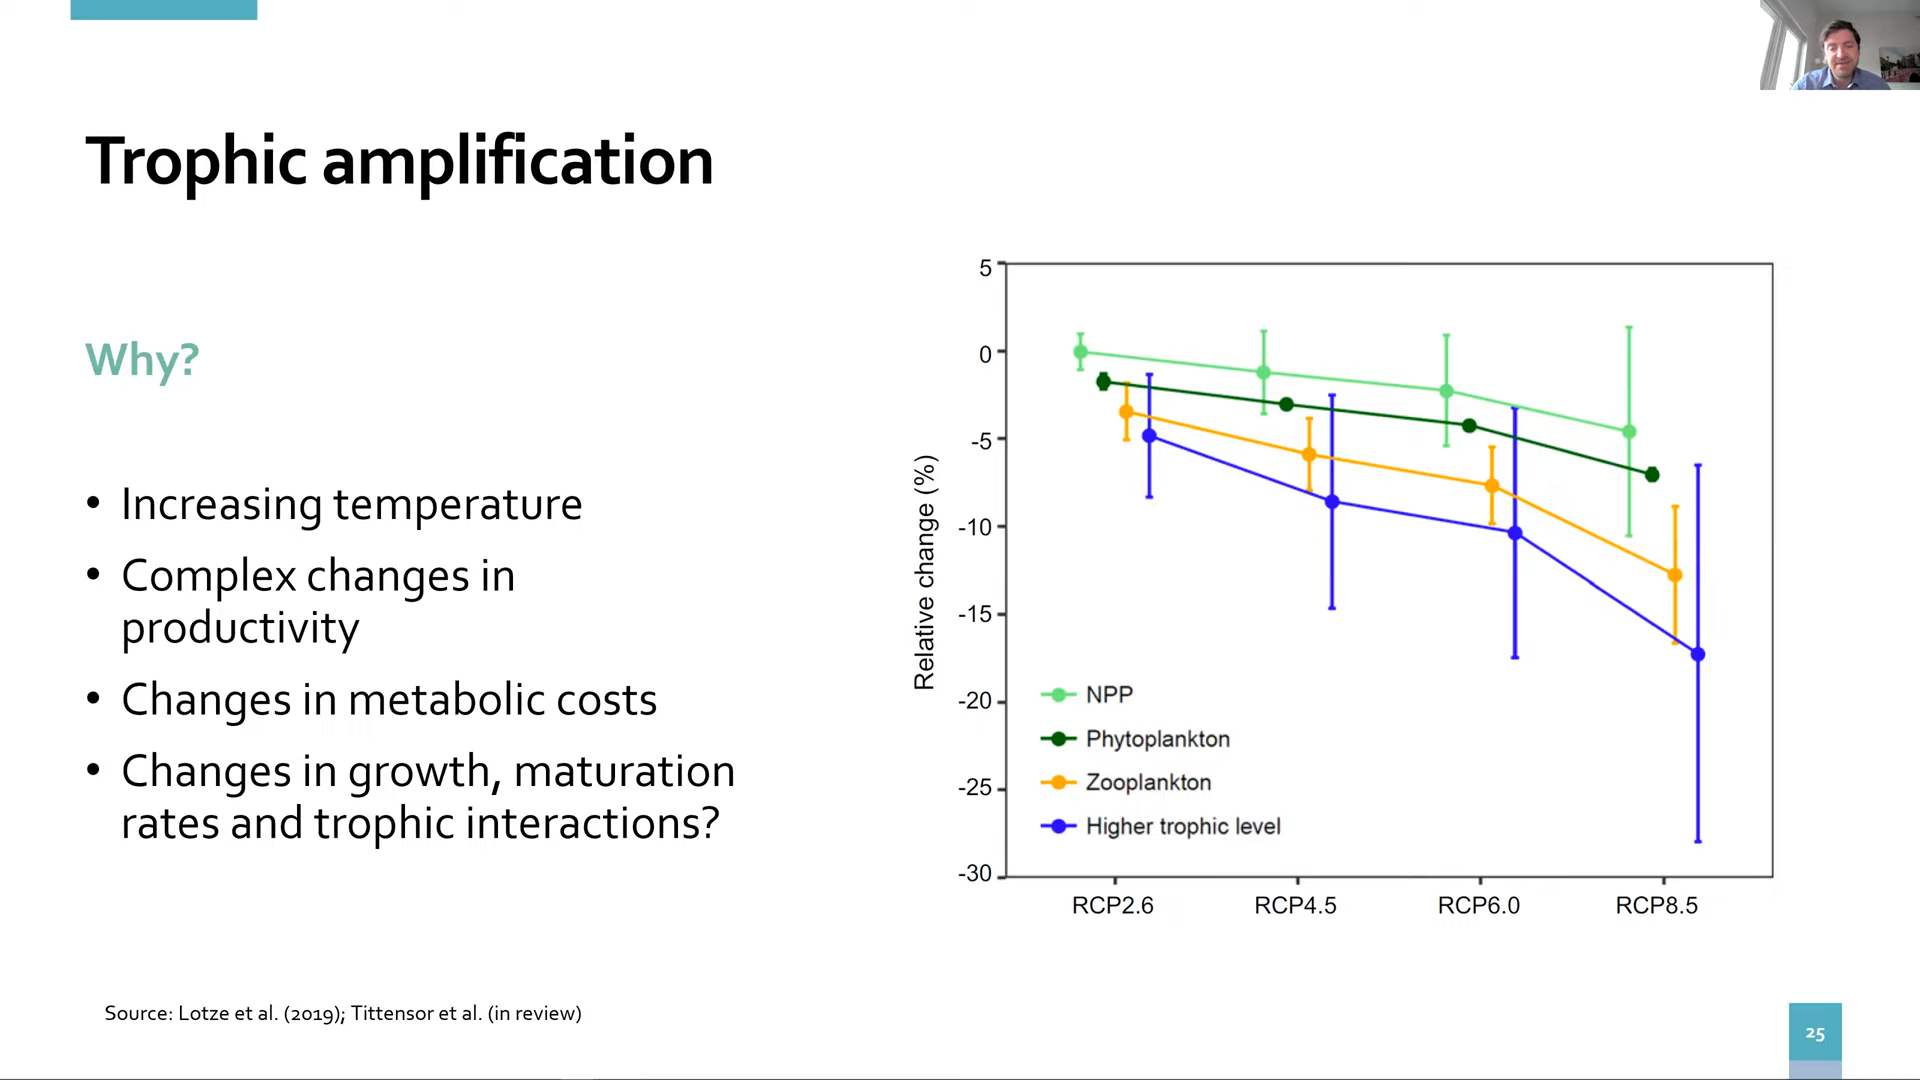 Trophic amplification
Why?
• Increasing temperature
• Complex changes in
productivity
• Changes in metabolic costs
• Changes in growth, maturation
rates and trophic interactions?
5
0
-5
-10
-15
-20
-25
-30
Relative change (%)
NPP
Phytoplankton
Zooplankton
Higher trophic level
RCP2.6 RCP4.5 RCP6.0 RCP8.5
Source: Lotze et al. (2019); Tittensor et al. (in review)
25